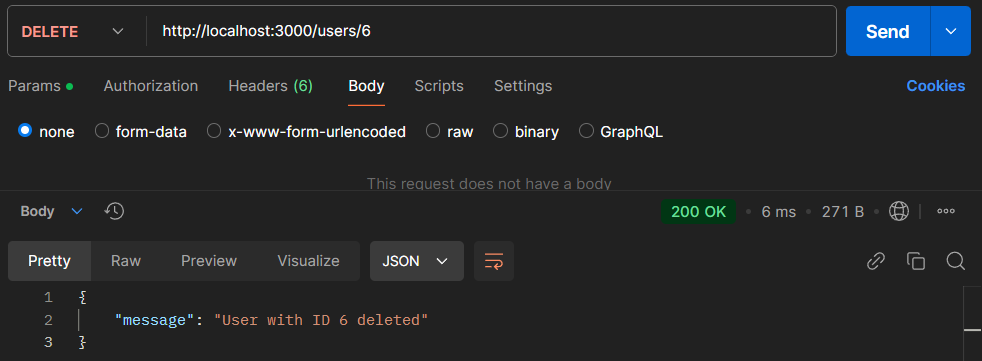 DELETE http://localhost:3000/users/6 Send
Params Authorization Headers (6) Body Scripts Settings Cookies
none form-data x-www-form-urlencoded raw binary GraphQL
This request does not have a body
Body 200 OK 6 ms 271 B
Pretty Raw Preview Visualize JSON
1 {
2 "message": "User with ID 6 deleted"
3 }